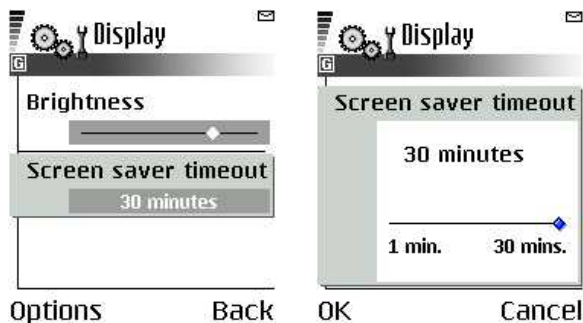 Display
G
Brightness
Screen saver timeout
30 minutes
Options Back
Display
G
Screen saver timeout
30 minutes
1 min. 30 mins.
OK Cancel